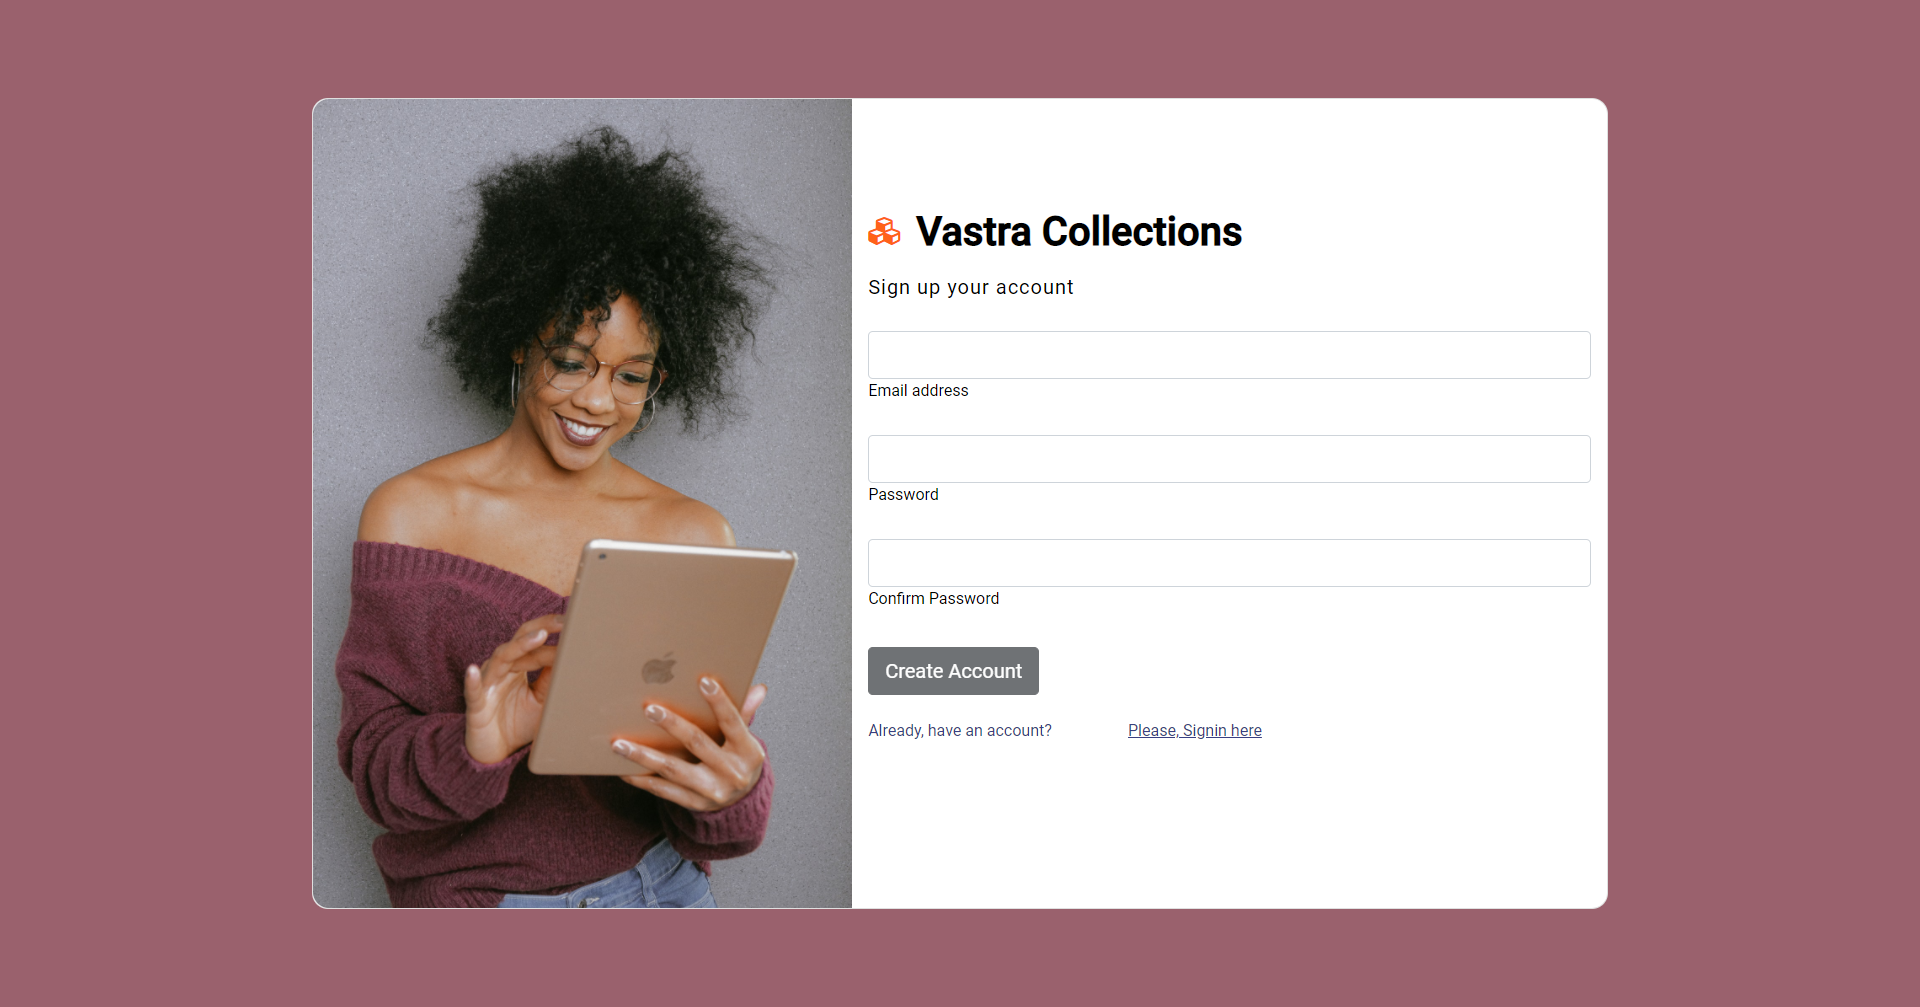 Vastra Collections
Sign up your account
Email address
Password
Confirm Password
Create Account
Already, have an account? Please, Signin here